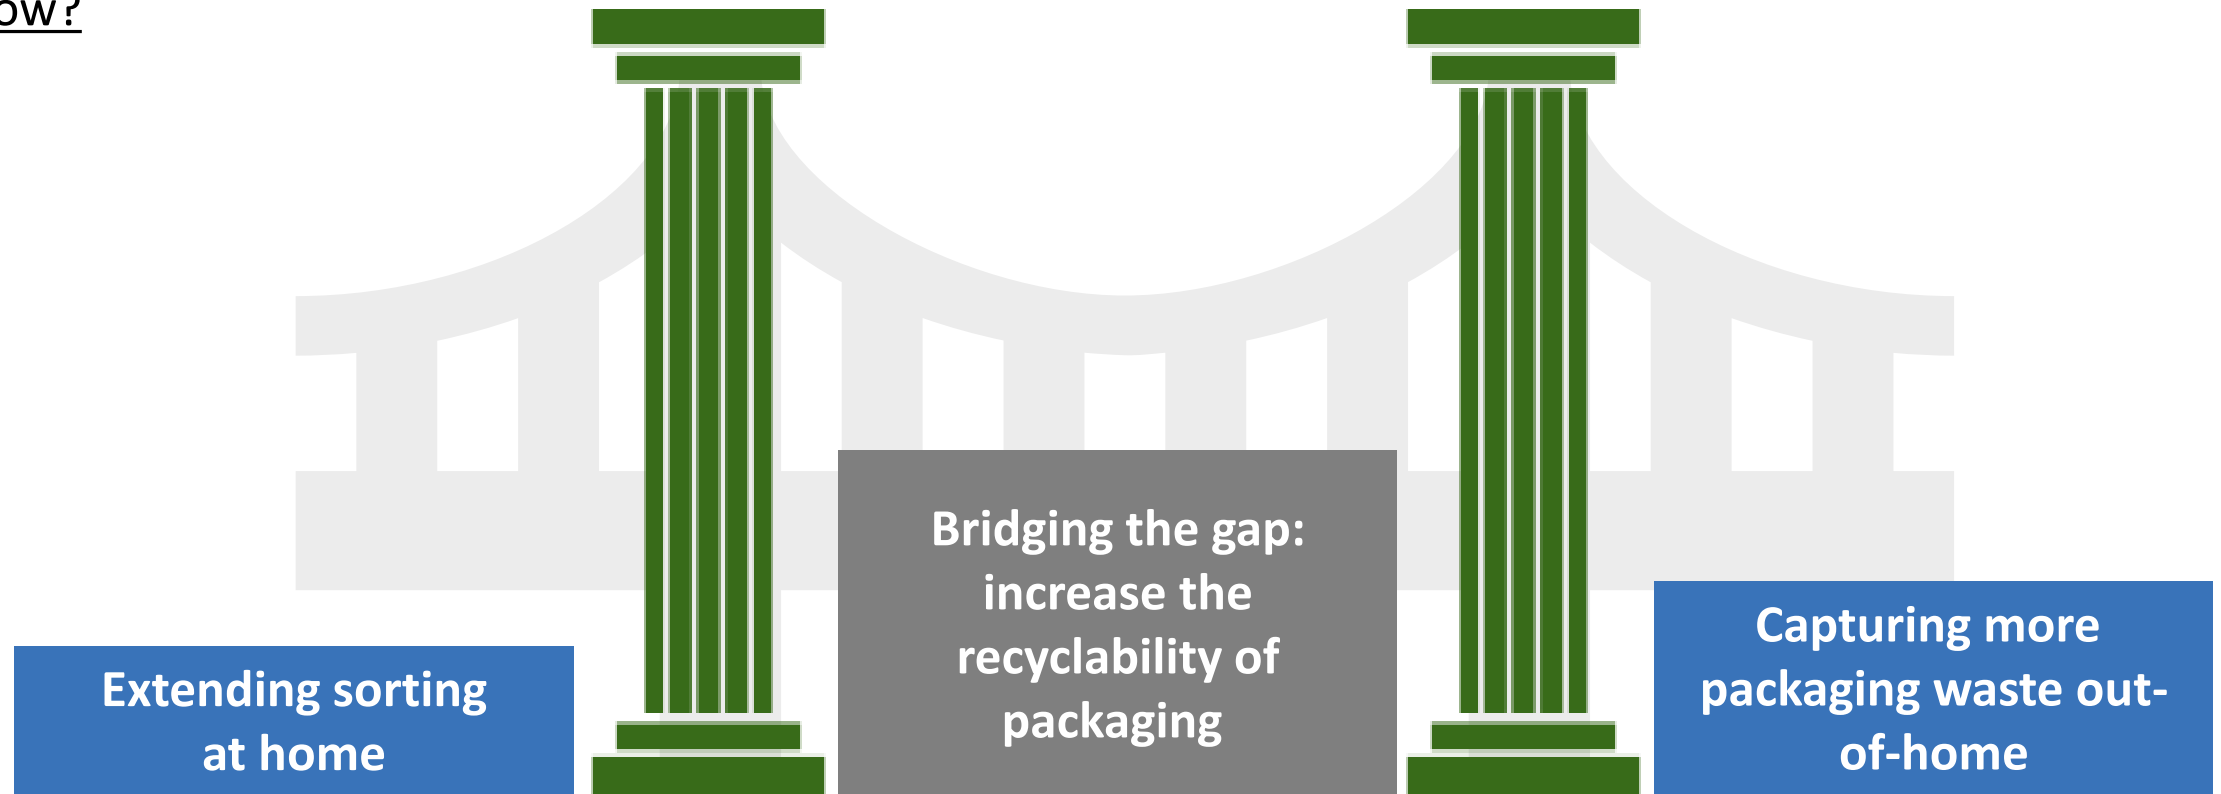 ow?
Bridging the gap:
increase the
recyclability of
packaging
Extending sorting
at home
Capturing more
packaging waste out-
of-home